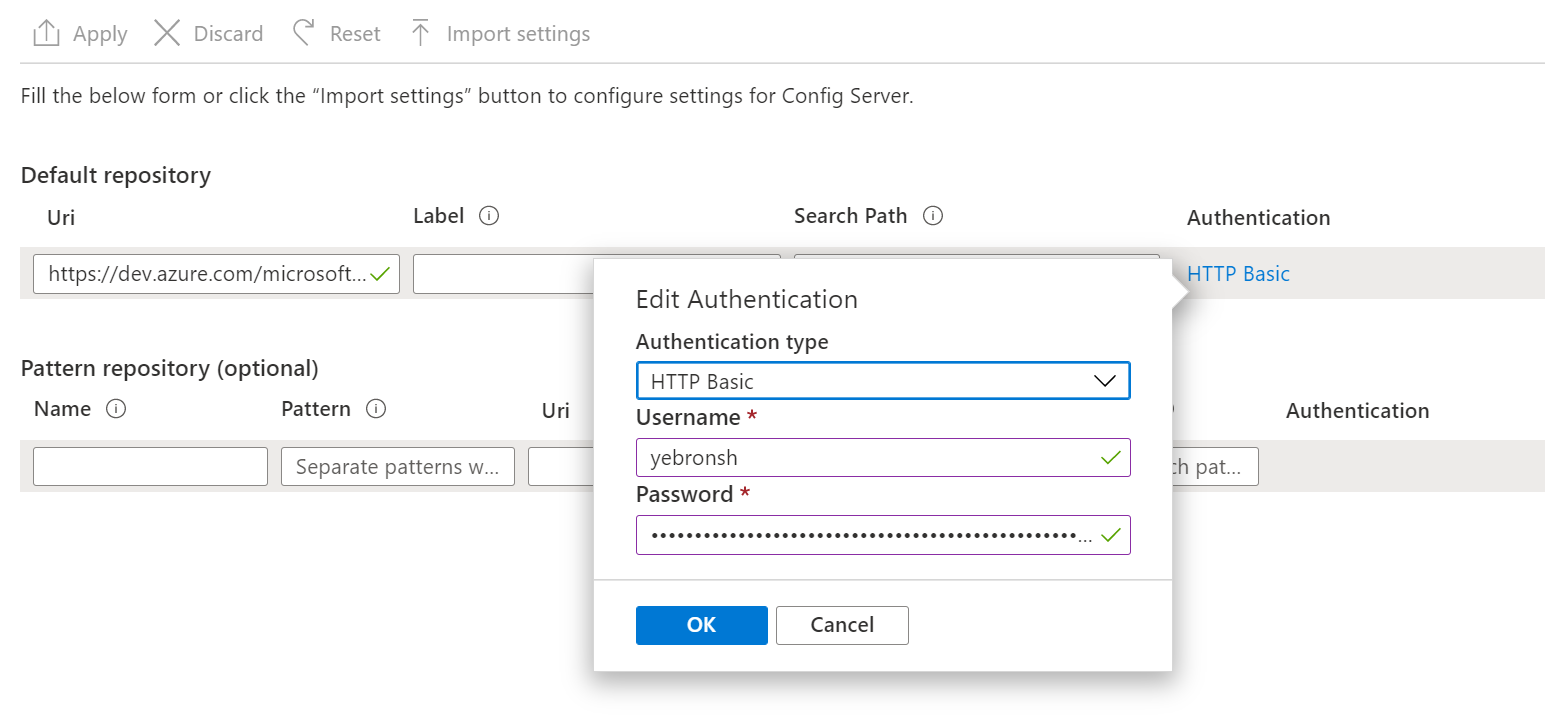 Apply Discard Reset Import settings
Fill the below form or click the “Import settings” button to configure settings for Config Server.
Default repository
Uri Label Search Path Authentication
https://dev.azure.com/microsoft... HTTP Basic
Edit Authentication
Authentication type
HTTP Basic
Username *
yebronsh
Password *
••••••••••••••••••••••••••••••••••••••••••••••••••...
OK Cancel
Pattern repository (optional)
Name Pattern Uri Authentication
Separate patterns w... pat...